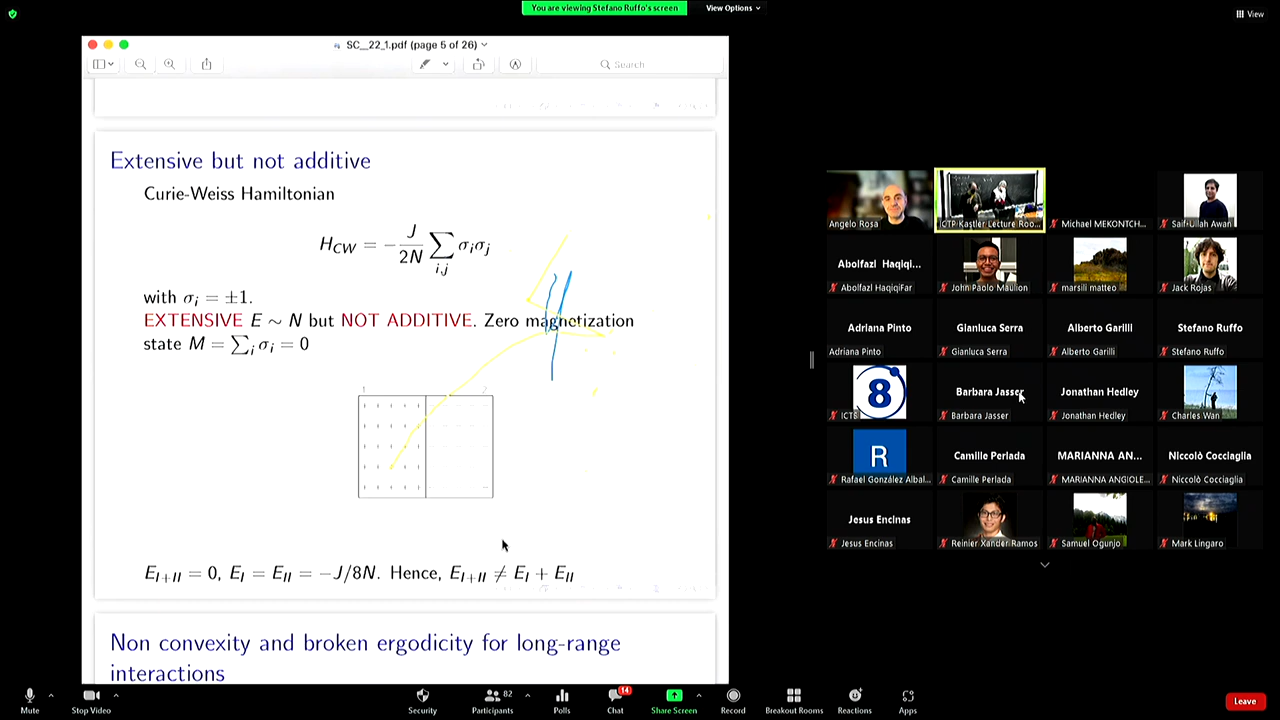 You are viewing Stefano Ruffo's screen
View Options
View
SC__22_1.pdf (page 5 of 26)
Search
Extensive but not additive
Curie-Weiss Hamiltonian
H_CW = − J/2N ∑_{i,j} σ_i σ_j
with σ_i = ±1.
EXTENSIVE E ∼ N but NOT ADDITIVE. Zero magnetization
state M = ∑_i σ_i = 0
E_{I+II} = 0, E_I = E_{II} = −J/8N. Hence, E_{I+II} ≠ E_I + E_{II}
Non convexity and broken ergodicity for long-range
interactions
Angelo Rosa
ICTP Kastler Lecture Roo...
Michael MEKONTCH...
Saif-Ullah Awan
Abolfazl Haqiqi...
Abolfazl HaqiqiFar
John Paolo Maulion
marsili matteo
Jack Rojas
Adriana Pinto
Adriana Pinto
Gianluca Serra
Gianluca Serra
Alberto Garilli
Alberto Garilli
Stefano Ruffo
Stefano Ruffo
8
ICTS
Barbara Jasser
Barbara Jasser
Jonathan Hedley
Jonathan Hedley
Charles Wan
R
Rafael González Albal...
Camille Perlada
Camille Perlada
MARIANNA AN...
MARIANNA ANGIOLE...
Niccolò Cocciaglia
Niccolò Cocciaglia
Jesus Encinas
Jesus Encinas
Reinier Xander Ramos
Samuel Ogunjo
Mark Lingaro
Mute
Stop Video
Security
Participants
82
Polls
Chat
14
Share Screen
Record
Breakout Rooms
Reactions
Apps
Leave